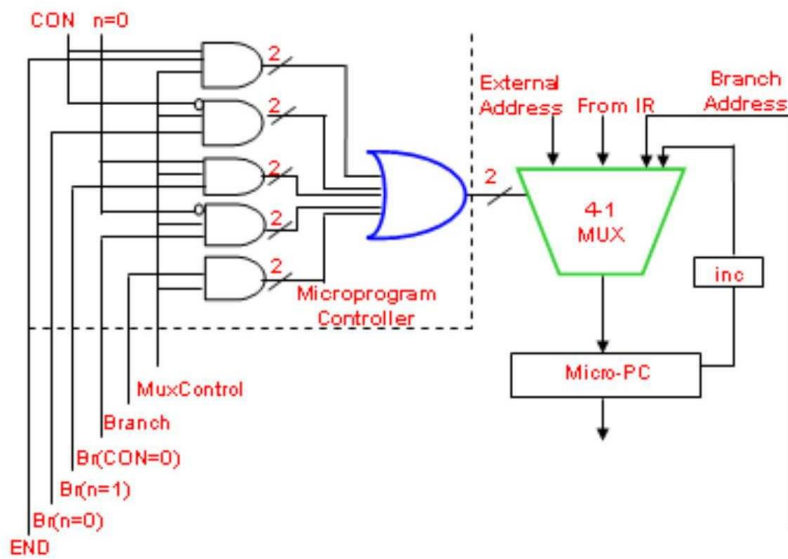 CON n=0
2
2
2
2
2
External
Address
From IR
Branch
Address
2
4-1
MUX
inc
Microprogram
Controller
Micro-PC
MuxControl
Branch
Br(CON=0)
Br(n=1)
Br(n=0)
END